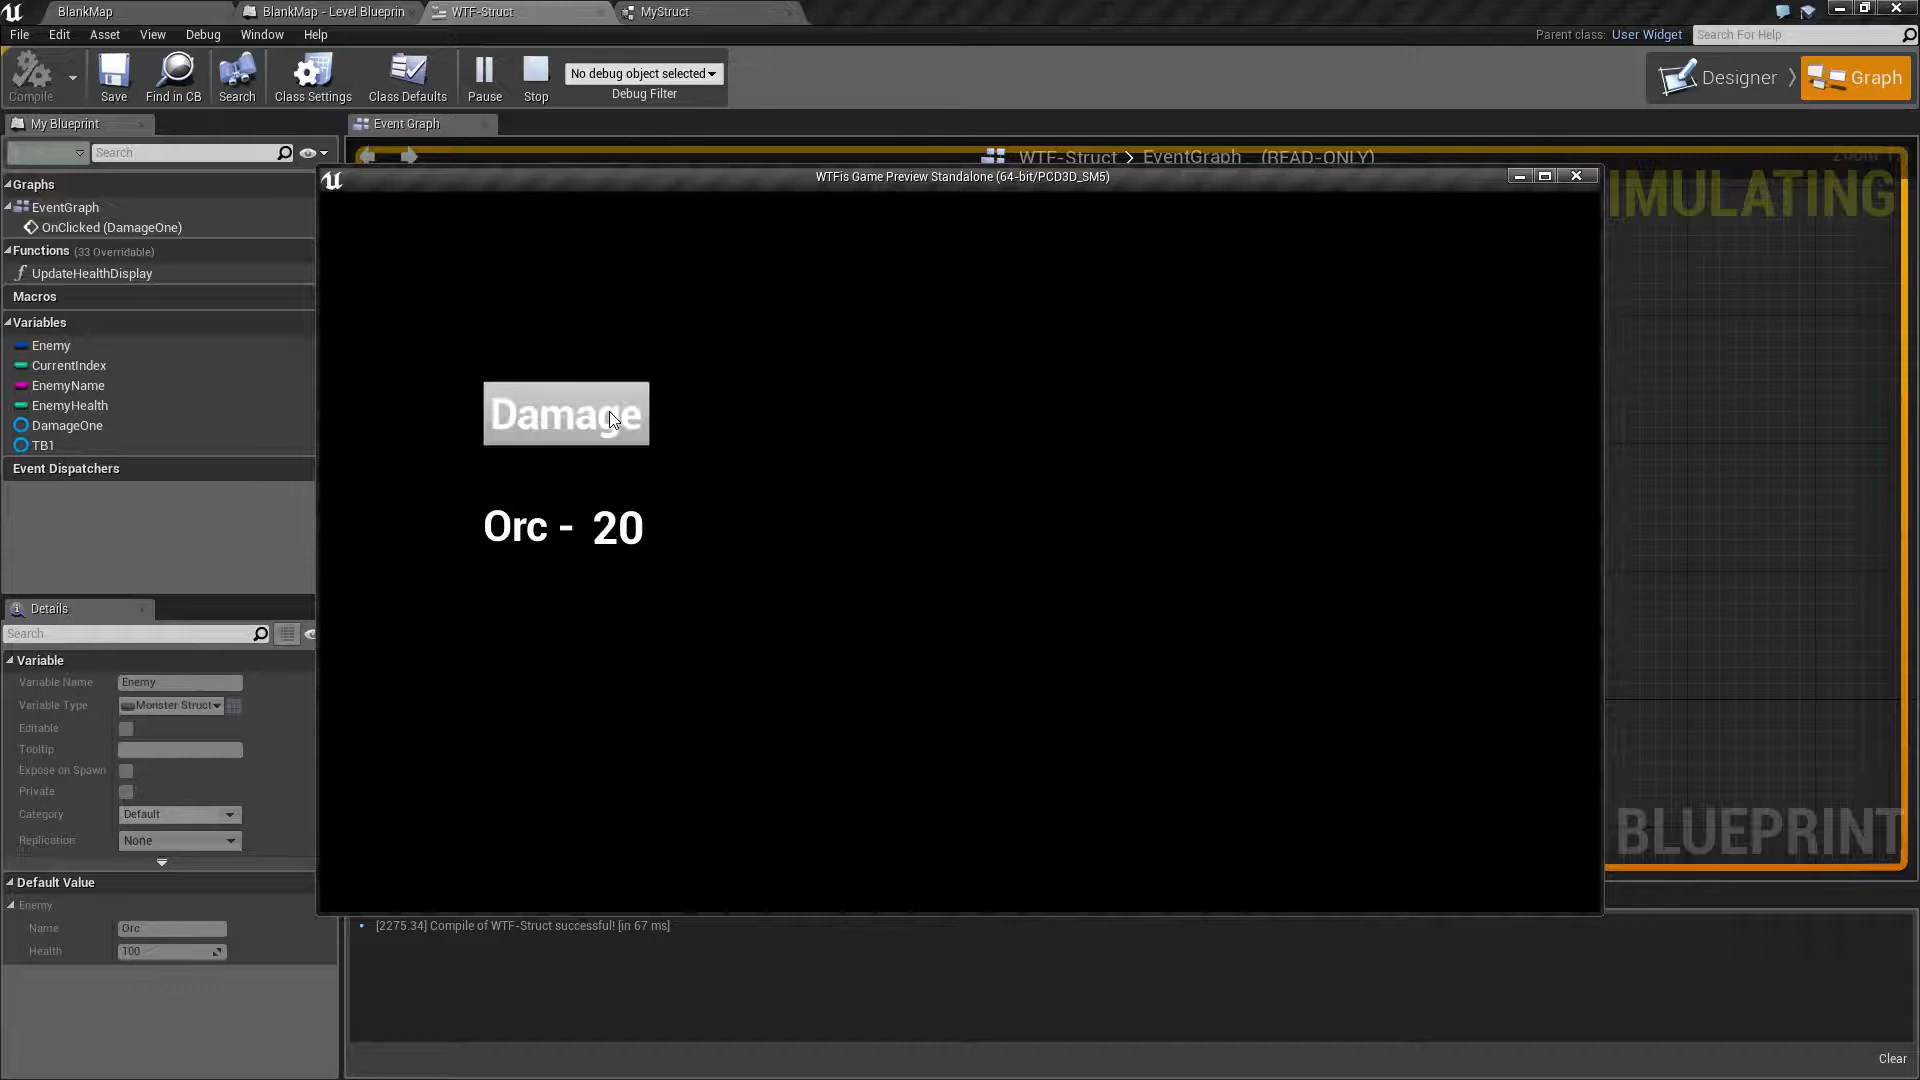 BlankMap
BlankMap - Level Blueprin
WTF-Struct
MyStruct
File Edit Asset View Debug Window Help
Parent class: User Widget
Search For Help
Compile
Save
Find in CB
Search
Class Settings
Class Defaults
Pause
Stop
No debug object selected
Debug Filter
Designer
Graph
My Blueprint
Event Graph
Search
WTF-Struct > EventGraph (READ-ONLY)
IMULATING
WTFis Game Preview Standalone (64-bit/PCD3D_SM5)
Graphs
EventGraph
OnClicked (DamageOne)
Functions (33 Overridable)
UpdateHealthDisplay
Macros
Variables
Enemy
CurrentIndex
EnemyName
EnemyHealth
DamageOne
TB1
Event Dispatchers
Damage
Orc - 20
Details
Search
Variable
Variable Name Enemy
Variable Type Monster Struct
Editable
Tooltip
Expose on Spawn
Private
Category Default
Replication None
Default Value
Enemy
Name Orc
Health 100
BLUEPRINT
[2275.34] Compile of WTF-Struct successful! [in 67 ms]
Clear